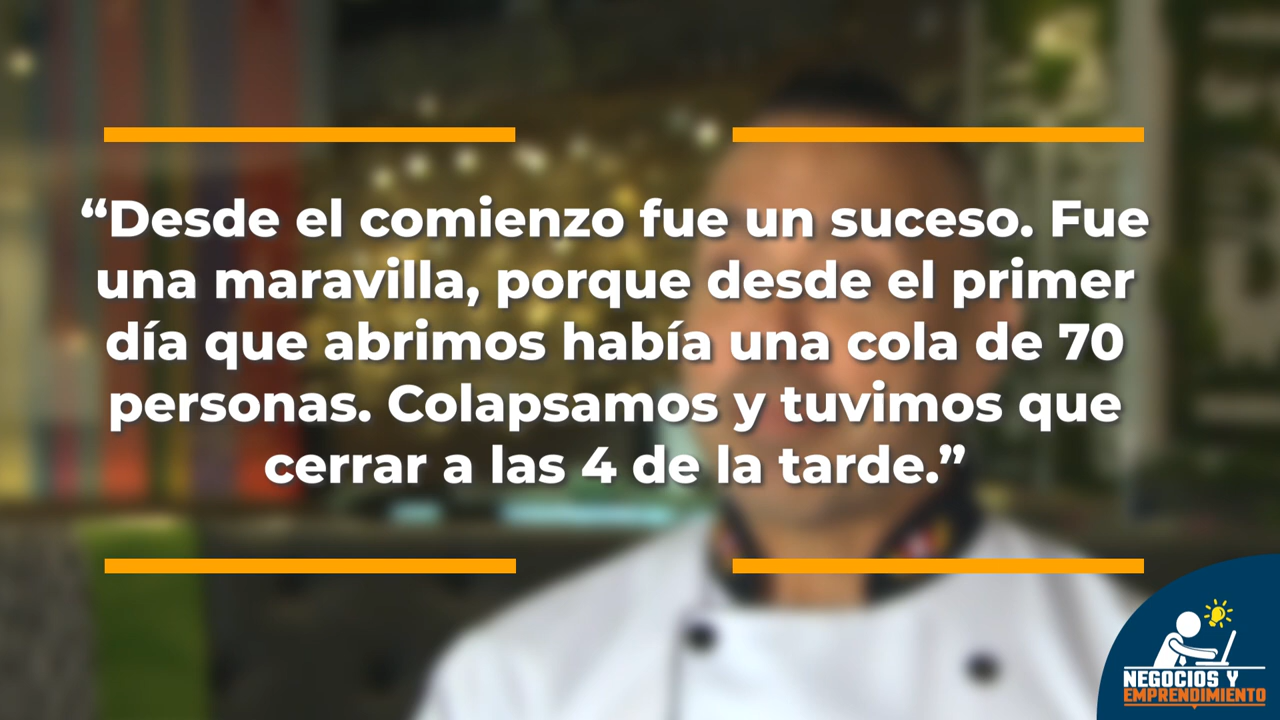 “Desde el comienzo fue un suceso. Fue
una maravilla, porque desde el primer
día que abrimos había una cola de 70
personas. Colapsamos y tuvimos que
cerrar a las 4 de la tarde.”
NEGOCIOS Y
EMPRENDIMIENTO